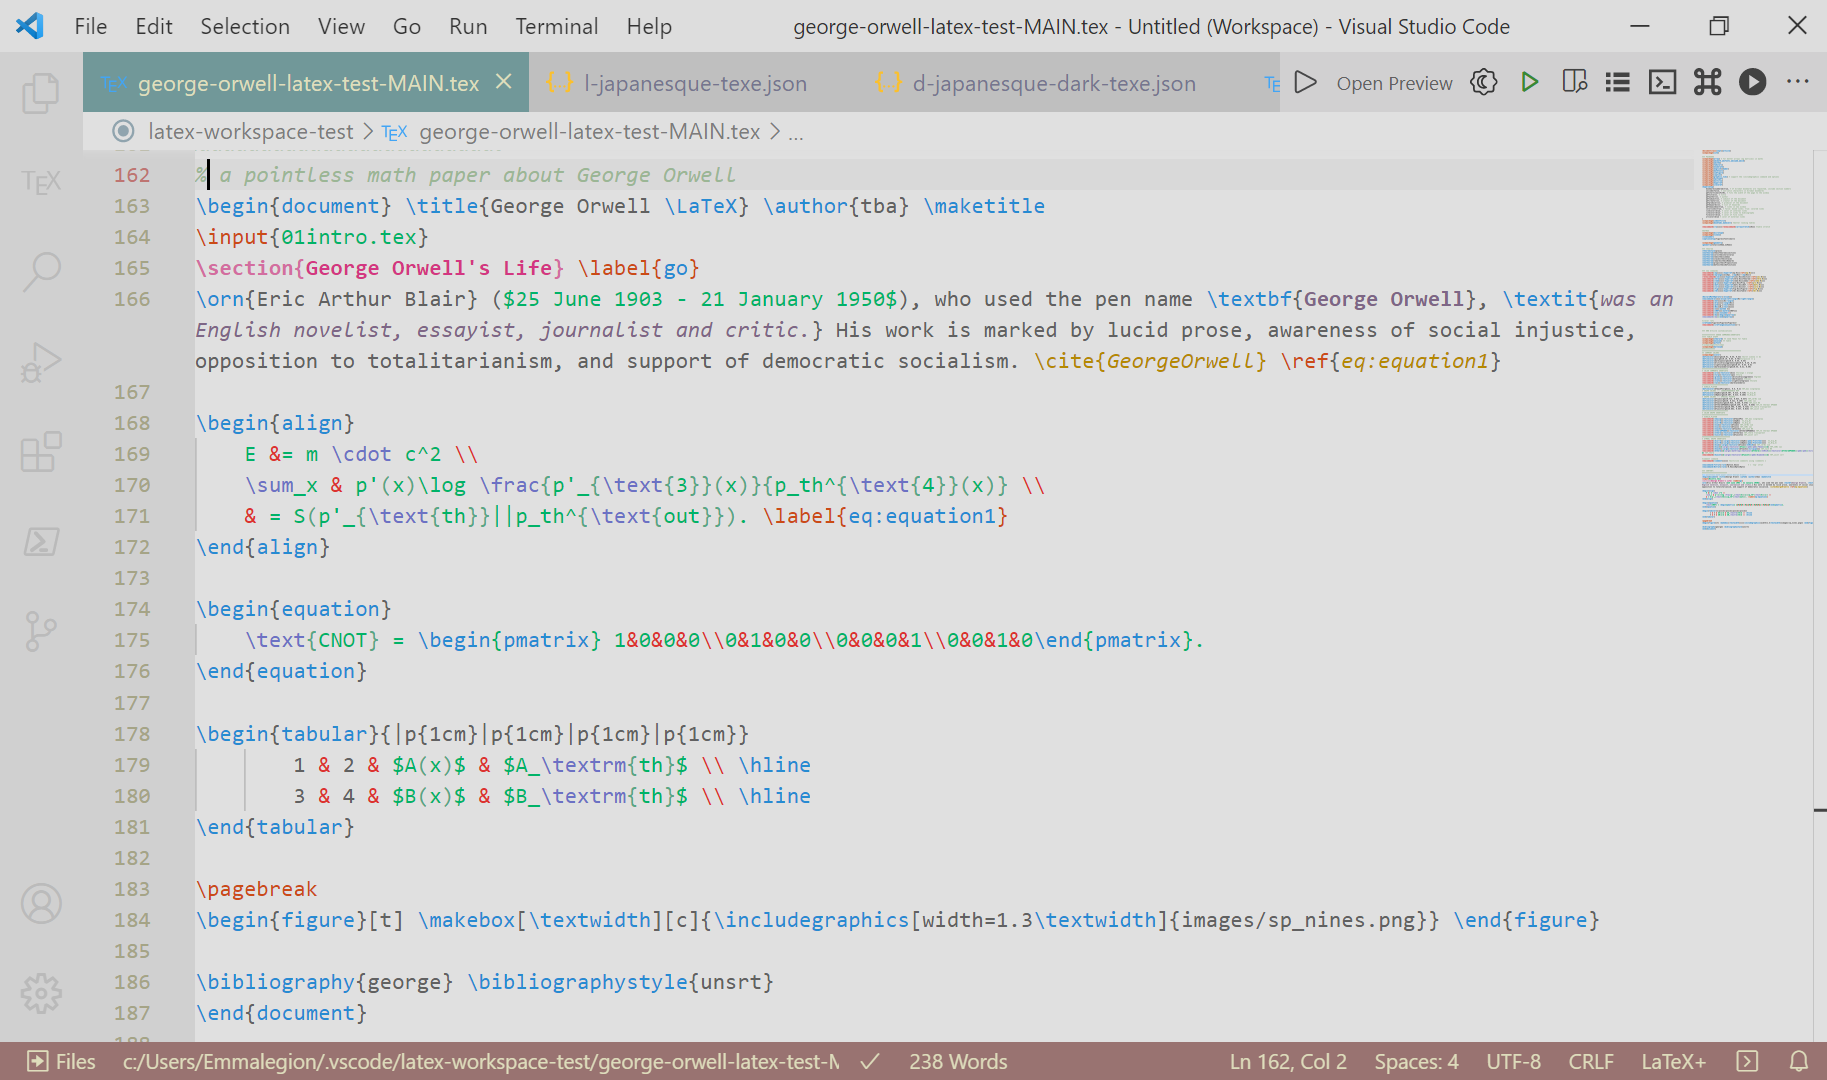 File Edit Selection View Go Run Terminal Help george-orwell-latex-test-MAIN.tex - Untitled (Workspace) - Visual Studio Code
TEX george-orwell-latex-test-MAIN.tex {..} l-japanesque-texe.json {..} d-japanesque-dark-texe.json TE Open Preview
latex-workspace-test > TEX george-orwell-latex-test-MAIN.tex > ...
TEX
162 % a pointless math paper about George Orwell
163 \begin{document} \title{George Orwell \LaTeX} \author{tba} \maketitle
164 \input{01intro.tex}
165 \section{George Orwell's Life} \label{go}
166 \orn{Eric Arthur Blair} ($25 June 1903 - 21 January 1950$), who used the pen name \textbf{George Orwell}, \textit{was an
English novelist, essayist, journalist and critic.} His work is marked by lucid prose, awareness of social injustice,
opposition to totalitarianism, and support of democratic socialism. \cite{GeorgeOrwell} \ref{eq:equation1}
167
168 \begin{align}
169 E &= m \cdot c^2 \\
170 \sum_x & p'(x)\log \frac{p'_{\text{3}}(x)}{p_th^{\text{4}}(x)} \\
171 & = S(p'_{\text{th}}||p_th^{\text{out}}). \label{eq:equation1}
172 \end{align}
173
174 \begin{equation}
175 \text{CNOT} = \begin{pmatrix} 1&0&0&0\\0&1&0&0\\0&0&0&1\\0&0&1&0\end{pmatrix}.
176 \end{equation}
177
178 \begin{tabular}{|p{1cm}|p{1cm}|p{1cm}|p{1cm}}
179 1 & 2 & $A(x)$ & $A_\textrm{th}$ \\ \hline
180 3 & 4 & $B(x)$ & $B_\textrm{th}$ \\ \hline
181 \end{tabular}
182
183 \pagebreak
184 \begin{figure}[t] \makebox[\textwidth][c]{\includegraphics[width=1.3\textwidth]{images/sp_nines.png}} \end{figure}
185
186 \bibliography{george} \bibliographystyle{unsrt}
187 \end{document}
Files c:/Users/Emmalegion/.vscode/latex-workspace-test/george-orwell-latex-test-M 238 Words Ln 162, Col 2 Spaces: 4 UTF-8 CRLF LaTeX+